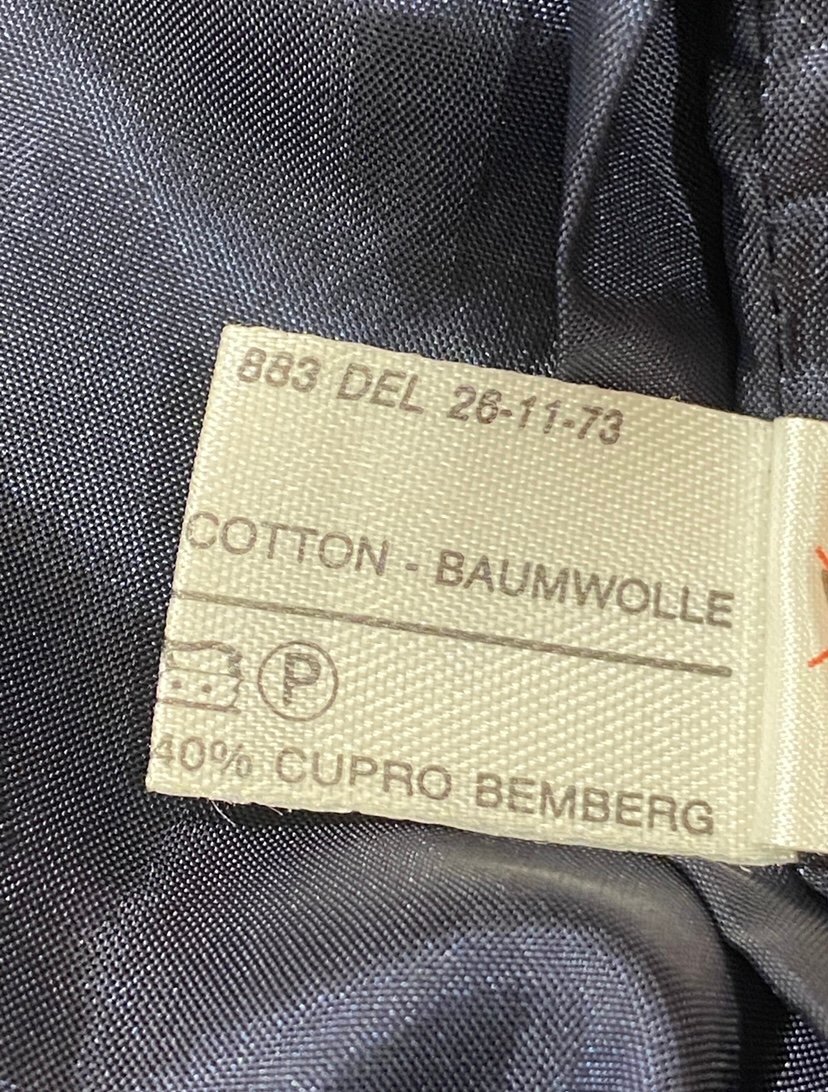 883 DEL 26-11-73
COTTON - BAUMWOLLE
P
40% CUPRO BEMBERG